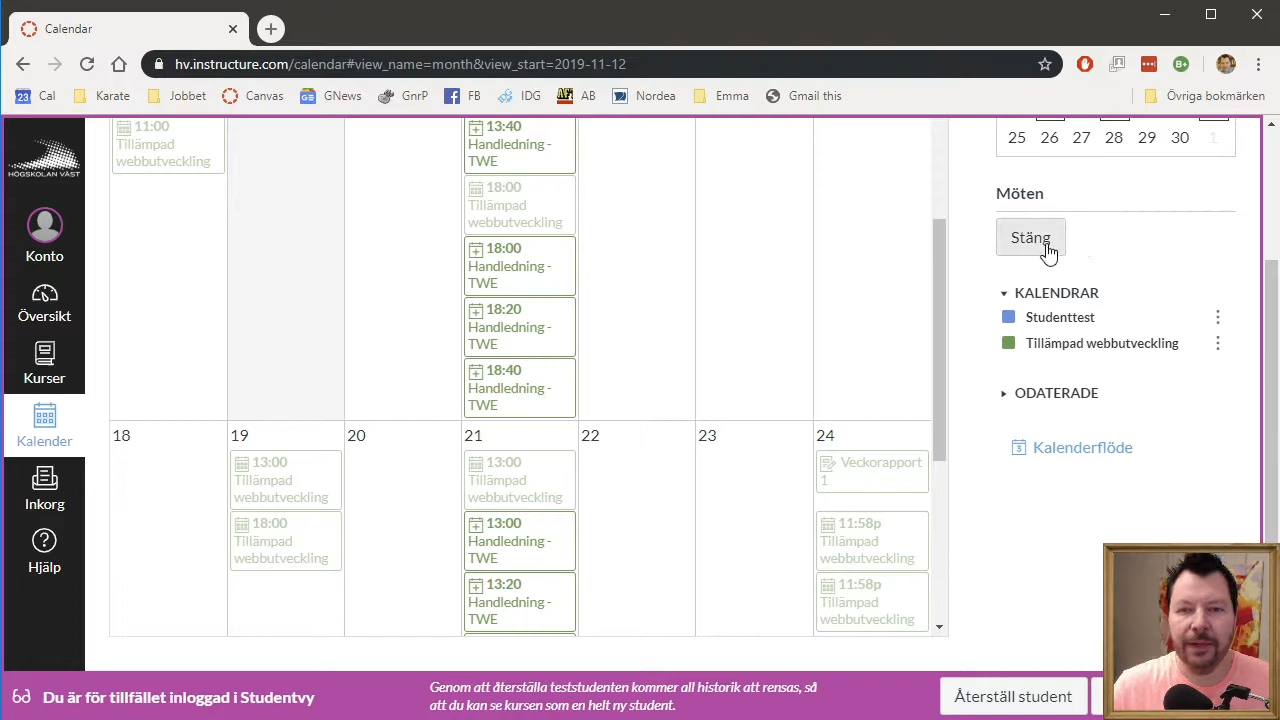 Calendar
hv.instructure.com/calendar#view_name=month&view_start=2019-11-12
23 Cal
Karate
Jobbet
Canvas
GNews
GnrP
FB
IDG
AB
Nordea
Emma
Gmail this
Övriga bokmärken
HÖGSKOLAN VÄST
Konto
Översikt
Kurser
Kalender
Inkorg
Hjälp
11:00
Tillämpad
webbutveckling
13:40
Handledning -
TWE
18:00
Tillämpad
webbutveckling
18:00
Handledning -
TWE
18:20
Handledning -
TWE
18:40
Handledning -
TWE
18 19 20 21 22 23 24
13:00
Tillämpad
webbutveckling
18:00
Tillämpad
webbutveckling
13:00
Tillämpad
webbutveckling
13:00
Handledning -
TWE
13:20
Handledning -
TWE
Veckorapport
1
11:58p
Tillämpad
webbutveckling
11:58p
Tillämpad
webbutveckling
25 26 27 28 29 30 1
Möten
Stäng
KALENDRAR
Studenttest
Tillämpad webbutveckling
ODATERADE
3 Kalenderflöde
Du är för tillfället inloggad i Studentvy
Genom att återställa teststudenten kommer all historik att rensas, så
att du kan se kursen som en helt ny student.
Återställ student